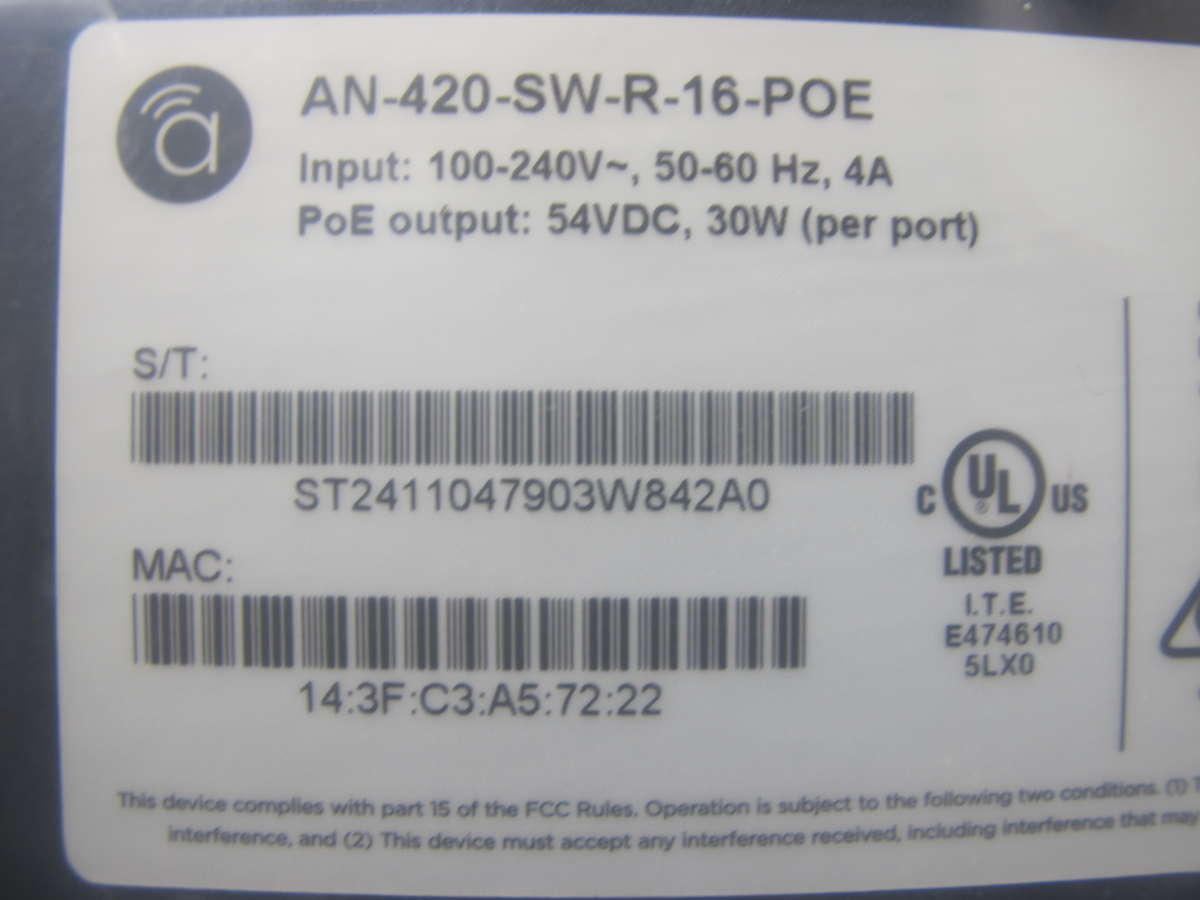 a
AN-420-SW-R-16-POE
Input: 100-240V~, 50-60 Hz, 4A
PoE output: 54VDC, 30W (per port)
S/T:
ST2411047903W842A0
MAC:
14:3F:C3:A5:72:22
C UL® US
LISTED
I.T.E.
E474610
5LX0
This device complies with part 15 of the FCC Rules. Operation is subject to the following two conditions. (1)
interference, and (2) This device must accept any interference received, including interference that may